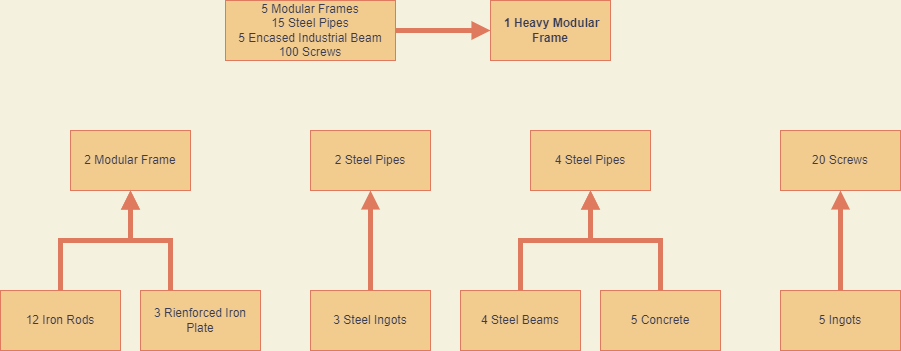 5 Modular Frames
15 Steel Pipes
5 Encased Industrial Beam
100 Screws
1 Heavy Modular
Frame
2 Modular Frame
2 Steel Pipes
4 Steel Pipes
20 Screws
12 Iron Rods
3 Rienforced Iron
Plate
3 Steel Ingots
4 Steel Beams
5 Concrete
5 Ingots